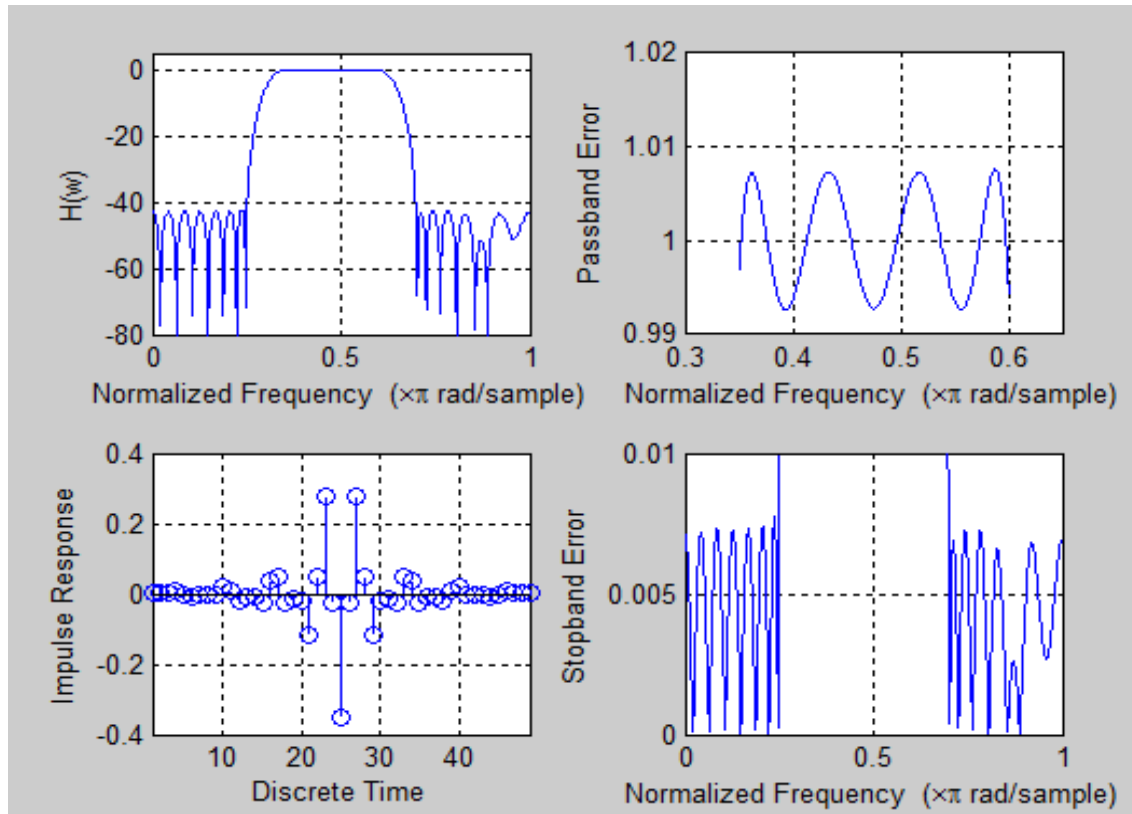 H(w)
0
-20
-40
-60
-80
0 0.5 1
Normalized Frequency (×π rad/sample)
Passband Error
1.02
1.01
1
0.99
0.3 0.4 0.5 0.6
Normalized Frequency (×π rad/sample)
Impulse Response
0.4
0.2
0
-0.2
-0.4
10 20 30 40
Discrete Time
Stopband Error
0.01
0.005
0
0 0.5 1
Normalized Frequency (×π rad/sample)